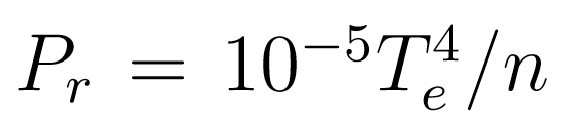 P_r = 10^{-5} T_e^4 / n